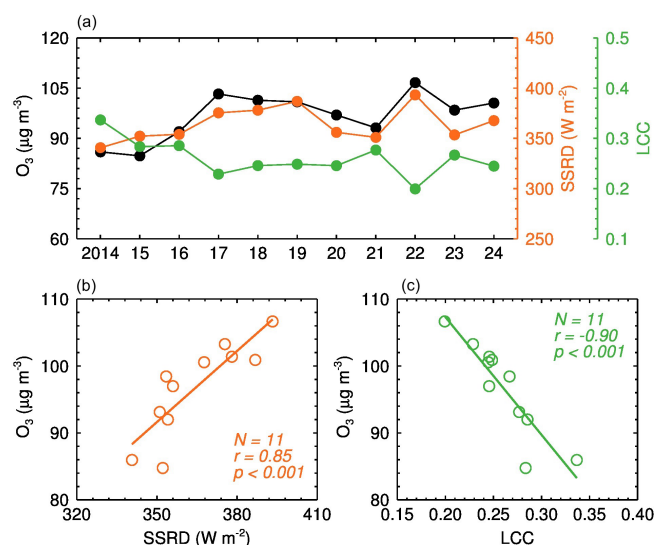 (a)
120 105 90 75 60
O3 (µg m-3)
450 400 350 300 250
SSRD (W m-2)
0.5 0.4 0.3 0.2 0.1
LCC
2014 15 16 17 18 19 20 21 22 23 24
(b)
110 100 90 80
O3 (µg m-3)
N = 11
r = 0.85
p < 0.001
320 350 380 410
SSRD (W m-2)
(c)
110 100 90 80
O3 (µg m-3)
N = 11
r = -0.90
p < 0.001
0.15 0.20 0.25 0.30 0.35 0.40
LCC